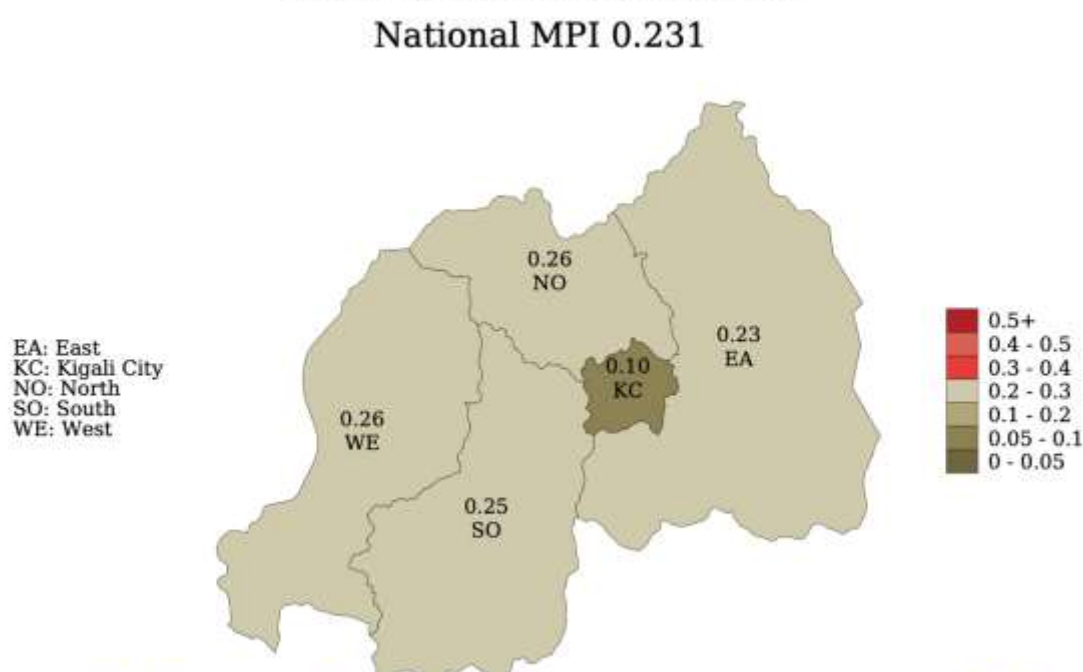 National MPI 0.231
0.26
NO
0.23
EA
0.10
KC
0.26
WE
0.25
SO
EA: East
KC: Kigali City
NO: North
SO: South
WE: West
0.5+
0.4 - 0.5
0.3 - 0.4
0.2 - 0.3
0.1 - 0.2
0.05 - 0.1
0 - 0.05